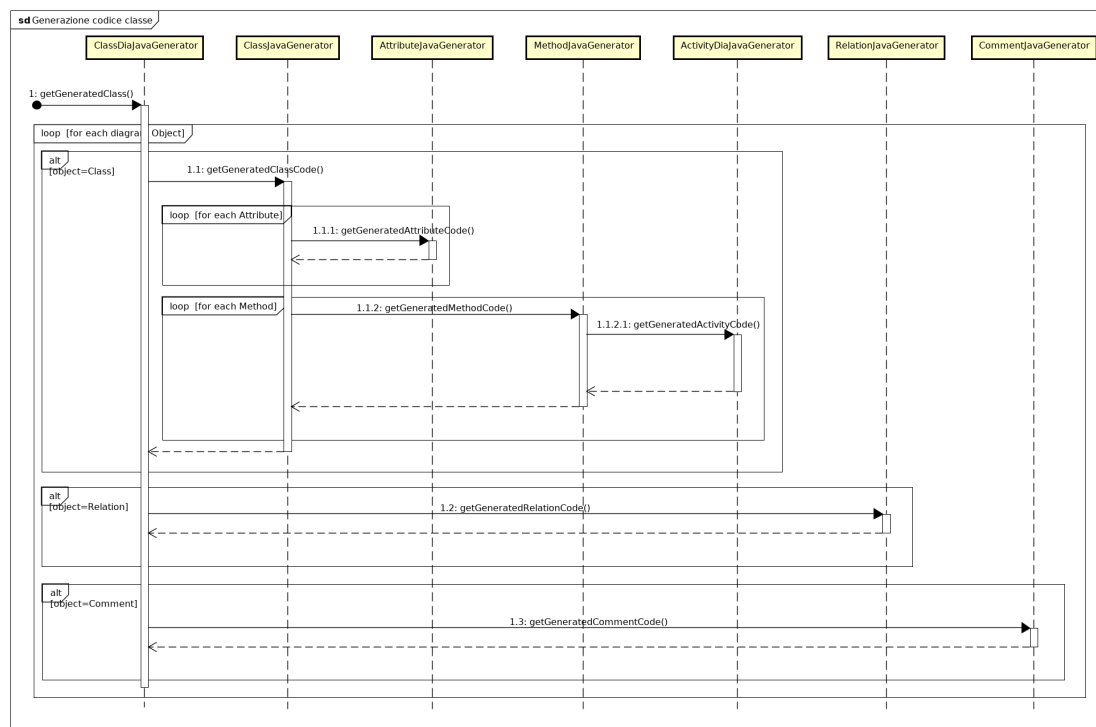 sd Generazione codice classe
ClassDiaJavaGenerator
ClassJavaGenerator
AttributeJavaGenerator
MethodJavaGenerator
ActivityDiaJavaGenerator
RelationJavaGenerator
CommentJavaGenerator
1: getGeneratedClass()
loop [for each diagram Object]
alt
[object=Class]
1.1: getGeneratedClassCode()
loop [for each Attribute]
1.1.1: getGeneratedAttributeCode()
loop [for each Method]
1.1.2: getGeneratedMethodCode()
1.1.2.1: getGeneratedActivityCode()
alt
[object=Relation]
1.2: getGeneratedRelationCode()
alt
[object=Comment]
1.3: getGeneratedCommentCode()